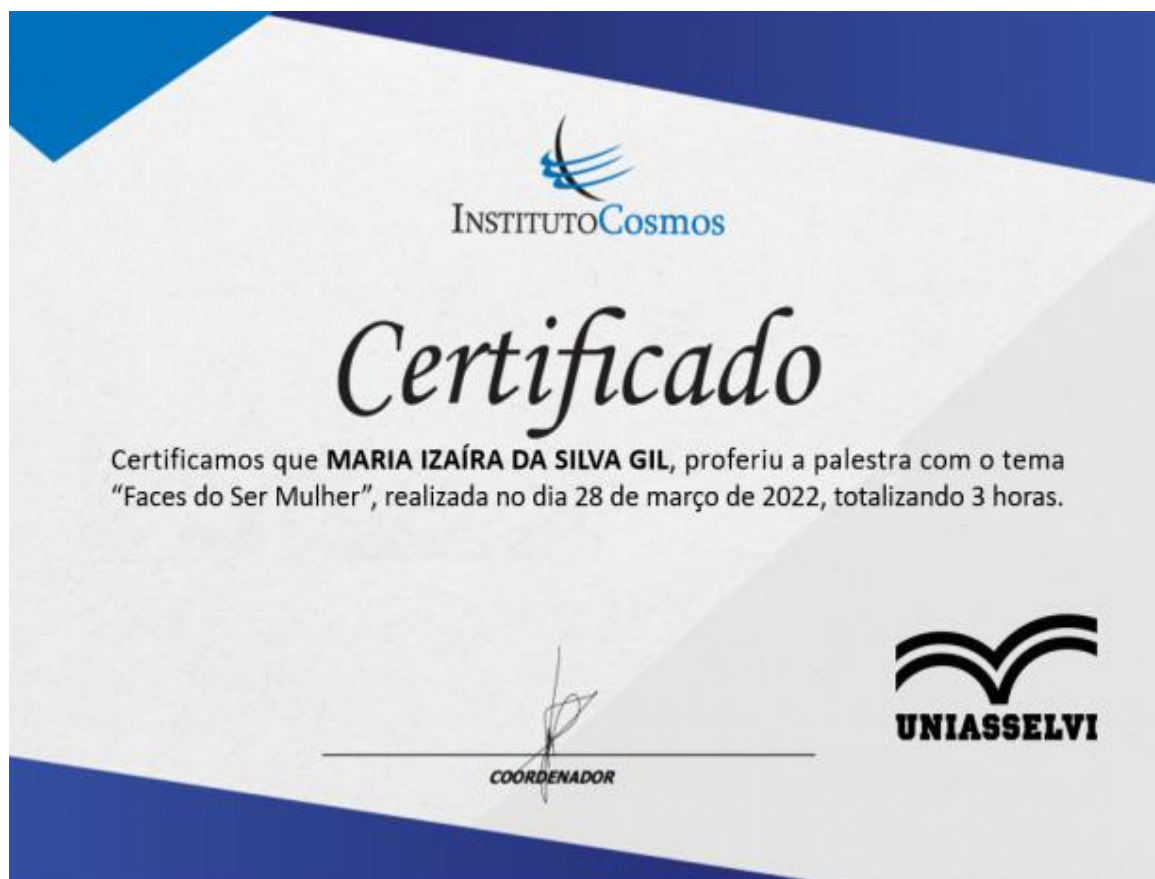 INSTITUTOCosmos
Certificado
Certificamos que MARIA IZAÍRA DA SILVA GIL, proferiu a palestra com o tema
“Faces do Ser Mulher”, realizada no dia 28 de março de 2022, totalizando 3 horas.
UNIASSELVI
COORDENADOR